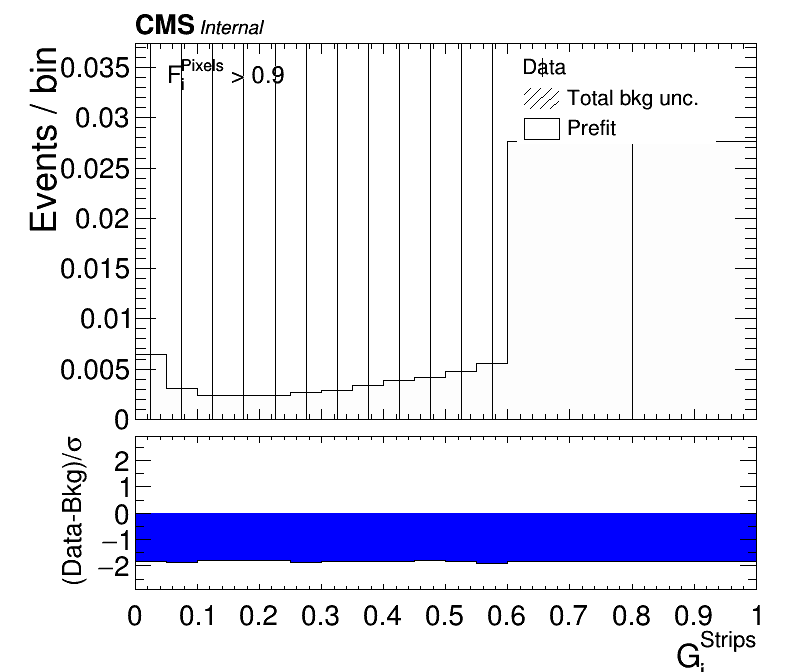 CMS Internal
F_i^Pixels > 0.9
Data
Total bkg unc.
Prefit
Events / bin
0.035
0.03
0.025
0.02
0.015
0.01
0.005
0
(Data-Bkg)/σ
2
1
0
−1
−2
0 0.1 0.2 0.3 0.4 0.5 0.6 0.7 0.8 0.9 1
G_i^Strips